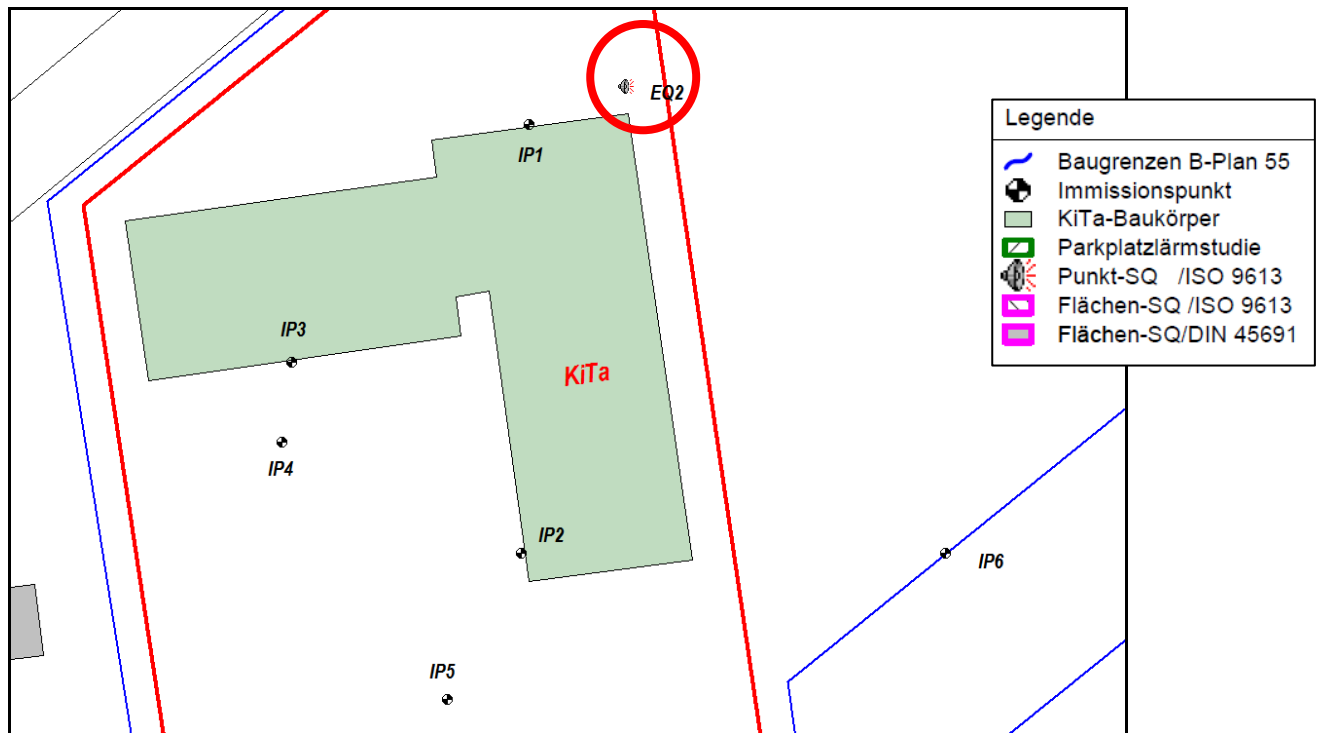 EQ2
IP1
Legende
Baugrenzen B-Plan 55
Immissionspunkt
KiTa-Baukörper
Parkplatzlärmstudie
Punkt-SQ /ISO 9613
Flächen-SQ /ISO 9613
Flächen-SQ/DIN 45691
IP3
KiTa
IP4
IP2
IP6
IP5